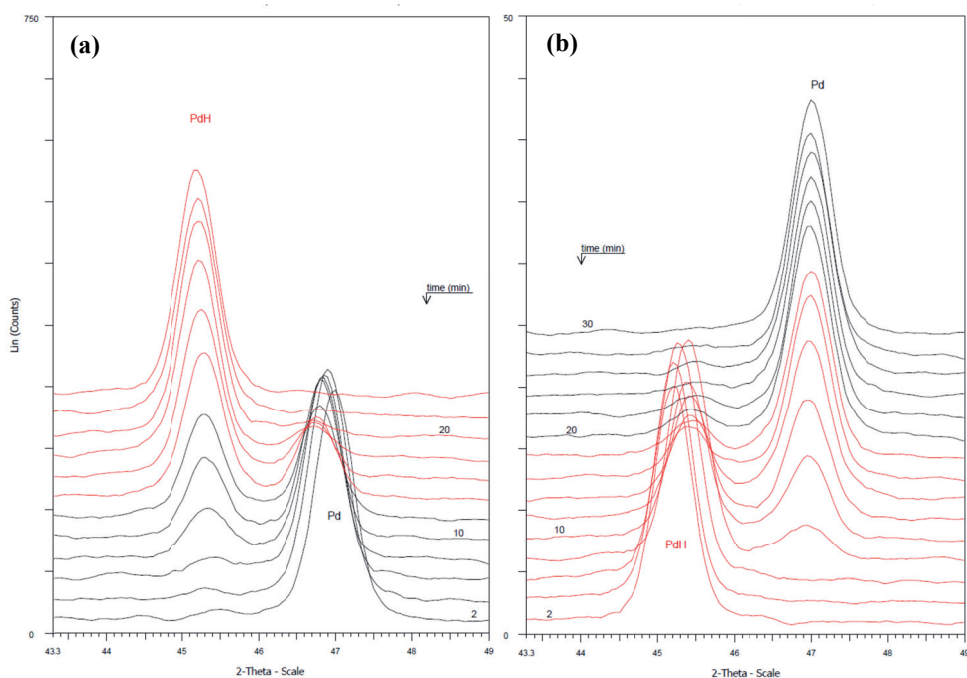 (a)
750
PdH
time (min)
20
10
Pd
2
0
Lin (Counts)
43.3 44 45 46 47 48 49
2-Theta - Scale
(b)
50
Pd
time (min)
30
20
10
PdI I
2
0
43.3 44 45 46 47 48 49
2-Theta - Scale